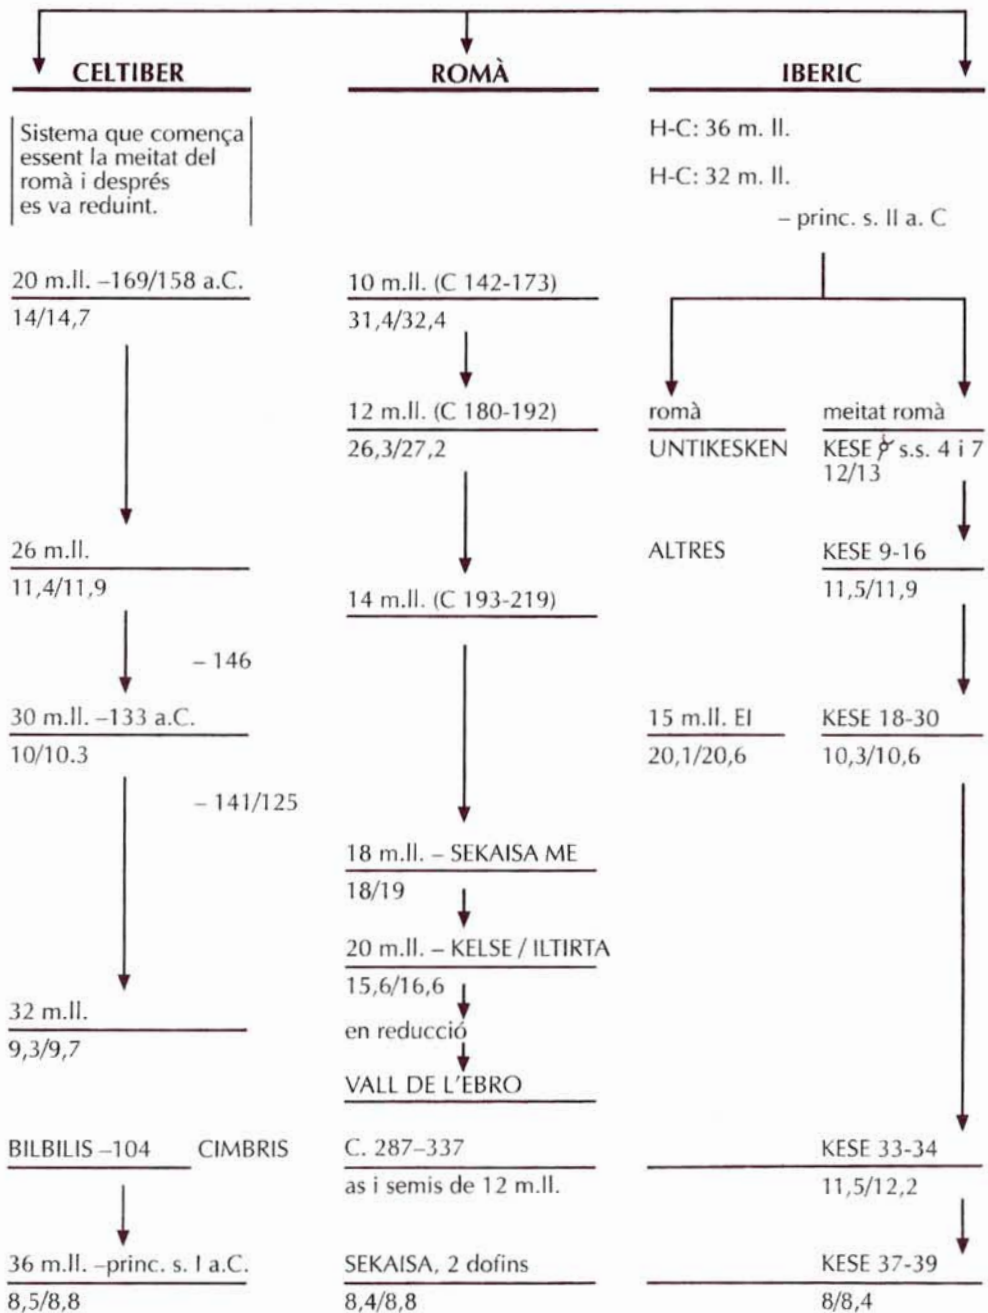 CELTIBER
Sistema que comença
essent la meitat del
romà i després
es va reduint.
20 m.ll. –169/158 a.C.
14/14,7
26 m.ll.
11,4/11,9
– 146
30 m.ll. –133 a.C.
10/10.3
– 141/125
32 m.ll.
9,3/9,7
BILBILIS –104 CIMBRIS
36 m.ll. –princ. s. I a.C.
8,5/8,8
ROMÀ
10 m.ll. (C 142-173)
31,4/32,4
12 m.ll. (C 180-192)
26,3/27,2
14 m.ll. (C 193-219)
18 m.ll. – SEKAISA ME
18/19
20 m.ll. – KELSE / ILTIRTA
15,6/16,6
en reducció
VALL DE L'EBRO
C. 287–337
as i semis de 12 m.ll.
SEKAISA, 2 dofins
8,4/8,8
IBERIC
H-C: 36 m. ll.
H-C: 32 m. ll.
– princ. s. II a. C
romà
UNTIKESKEN
ALTRES
15 m.ll. EI
20,1/20,6
meitat romà
KESE s.s. 4 i 7
12/13
KESE 9-16
11,5/11,9
KESE 18-30
10,3/10,6
KESE 33-34
11,5/12,2
KESE 37-39
8/8,4